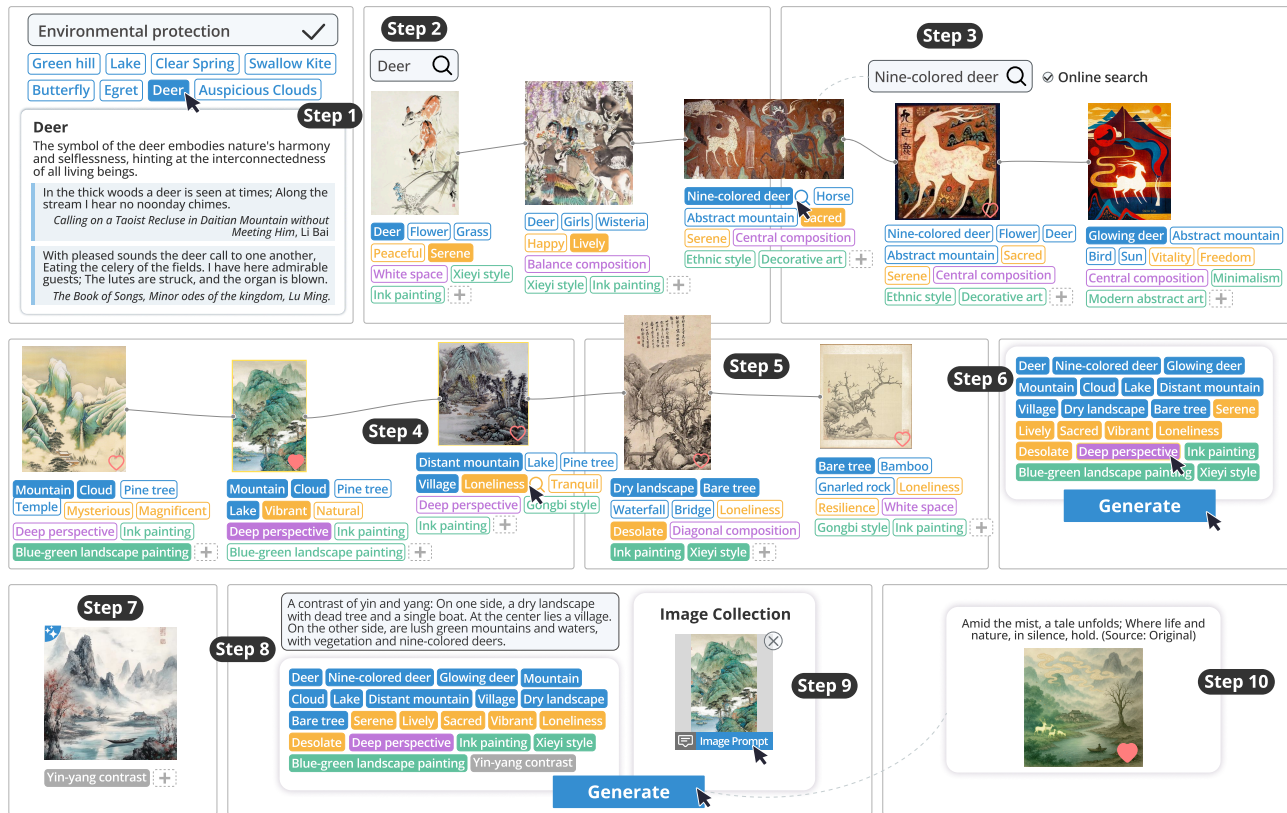 Environmental protection
Green hill Lake Clear Spring Swallow Kite
Butterfly Egret Deer Auspicious Clouds
Step 1
Deer
The symbol of the deer embodies nature's harmony
and selflessness, hinting at the interconnectedness
of all living beings.
In the thick woods a deer is seen at times; Along the
stream I hear no noonday chimes.
Calling on a Taoist Recluse in Daitian Mountain without
Meeting Him, Li Bai
With pleased sounds the deer call to one another,
Eating the celery of the fields. I have here admirable
guests; The lutes are struck, and the organ is blown.
The Book of Songs, Minor odes of the kingdom, Lu Ming.
Step 2
Deer
Deer Flower Grass
Peaceful Serene
White space Xieyi style
Ink painting +
Deer Girls Wisteria
Happy Lively
Balance composition
Xieyi style Ink painting +
Nine-colored deer Horse
Abstract mountain Sacred
Serene Central composition
Ethnic style Decorative art +
Step 3
Nine-colored deer Online search
九色鹿
Nine-colored deer Flower Deer
Abstract mountain Sacred
Serene Central composition
Ethnic style Decorative art +
Glowing deer Abstract mountain
Bird Sun Vitality Freedom
Central composition Minimalism
Modern abstract art +
Step 4
Mountain Cloud Pine tree
Temple Mysterious Magnificent
Deep perspective Ink painting
Blue-green landscape painting +
Mountain Cloud Pine tree
Lake Vibrant Natural
Deep perspective Ink painting
Blue-green landscape painting +
Distant mountain Lake Pine tree
Village Loneliness Tranquil
Deep perspective Gongbi style
Ink painting +
Step 5
Dry landscape Bare tree
Waterfall Bridge Loneliness
Desolate Diagonal composition
Ink painting Xieyi style +
Bare tree Bamboo
Gnarled rock Loneliness
Resilience White space
Gongbi style Ink painting +
Step 6
Deer Nine-colored deer Glowing deer
Mountain Cloud Lake Distant mountain
Village Dry landscape Bare tree Serene
Lively Sacred Vibrant Loneliness
Desolate Deep perspective Ink painting
Blue-green landscape painting Xieyi style
Generate
Step 7
Yin-yang contrast +
Step 8
A contrast of yin and yang: On one side, a dry landscape
with dead tree and a single boat. At the center lies a village.
On the other side, are lush green mountains and waters,
with vegetation and nine-colored deers.
Deer Nine-colored deer Glowing deer Mountain
Cloud Lake Distant mountain Village Dry landscape
Bare tree Serene Lively Sacred Vibrant Loneliness
Desolate Deep perspective Ink painting Xieyi style
Blue-green landscape painting Yin-yang contrast
Generate
Step 9
Image Collection
Image Prompt
Step 10
Amid the mist, a tale unfolds; Where life and
nature, in silence, hold. (Source: Original)